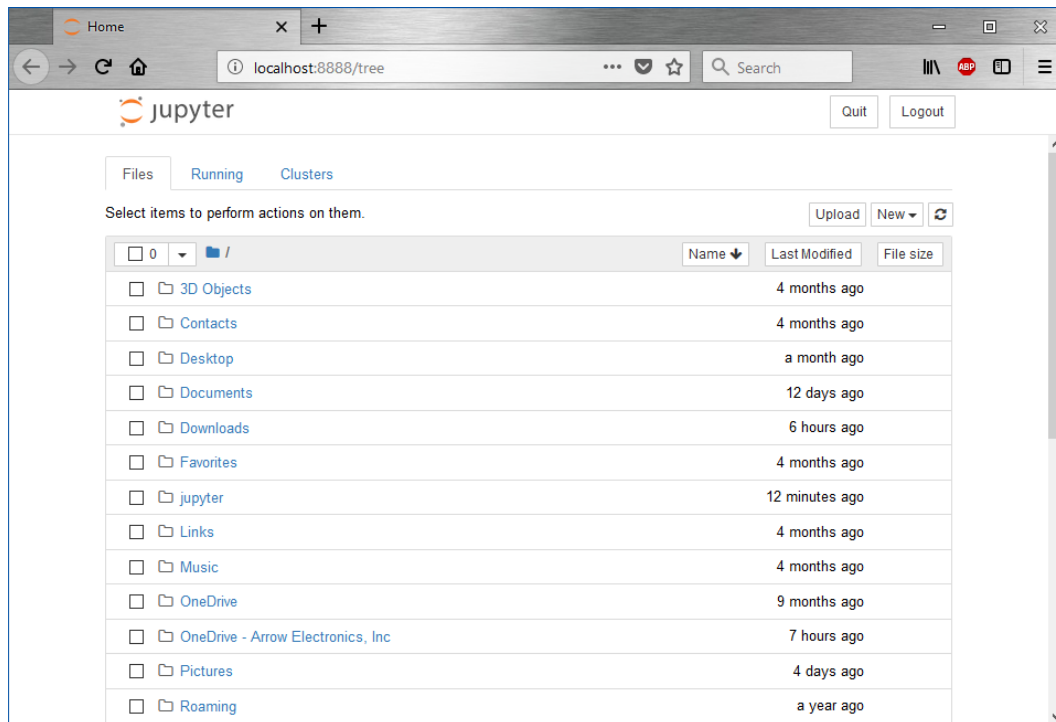 Home
localhost:8888/tree
Search
ABP
jupyter
Quit Logout
Files Running Clusters
Select items to perform actions on them.
Upload New
0 / Name Last Modified File size
3D Objects 4 months ago
Contacts 4 months ago
Desktop a month ago
Documents 12 days ago
Downloads 6 hours ago
Favorites 4 months ago
jupyter 12 minutes ago
Links 4 months ago
Music 4 months ago
OneDrive 9 months ago
OneDrive - Arrow Electronics, Inc 7 hours ago
Pictures 4 days ago
Roaming a year ago